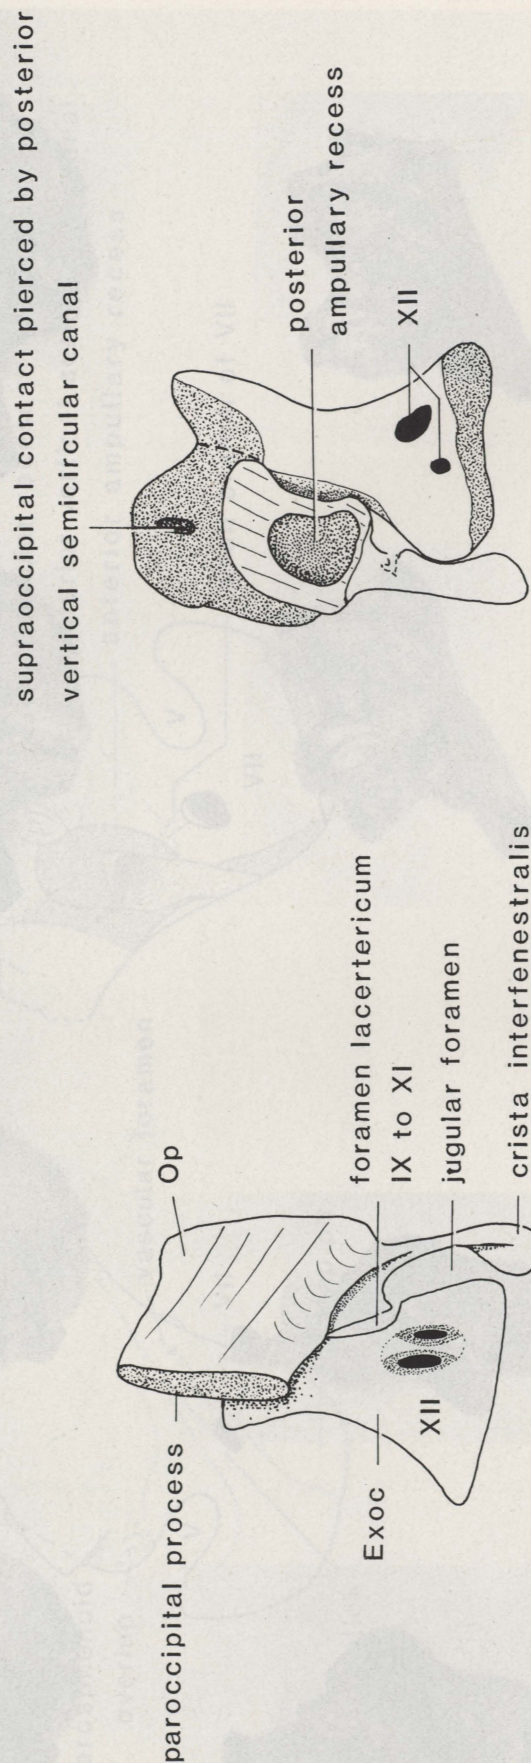 supraoccipital contact pierced by posterior
vertical semicircular canal
posterior
ampullary recess
XII
paroccipital process
Op
foramen lacertericum
IX to XI
jugular foramen
crista interfenestralis
Exoc
XII